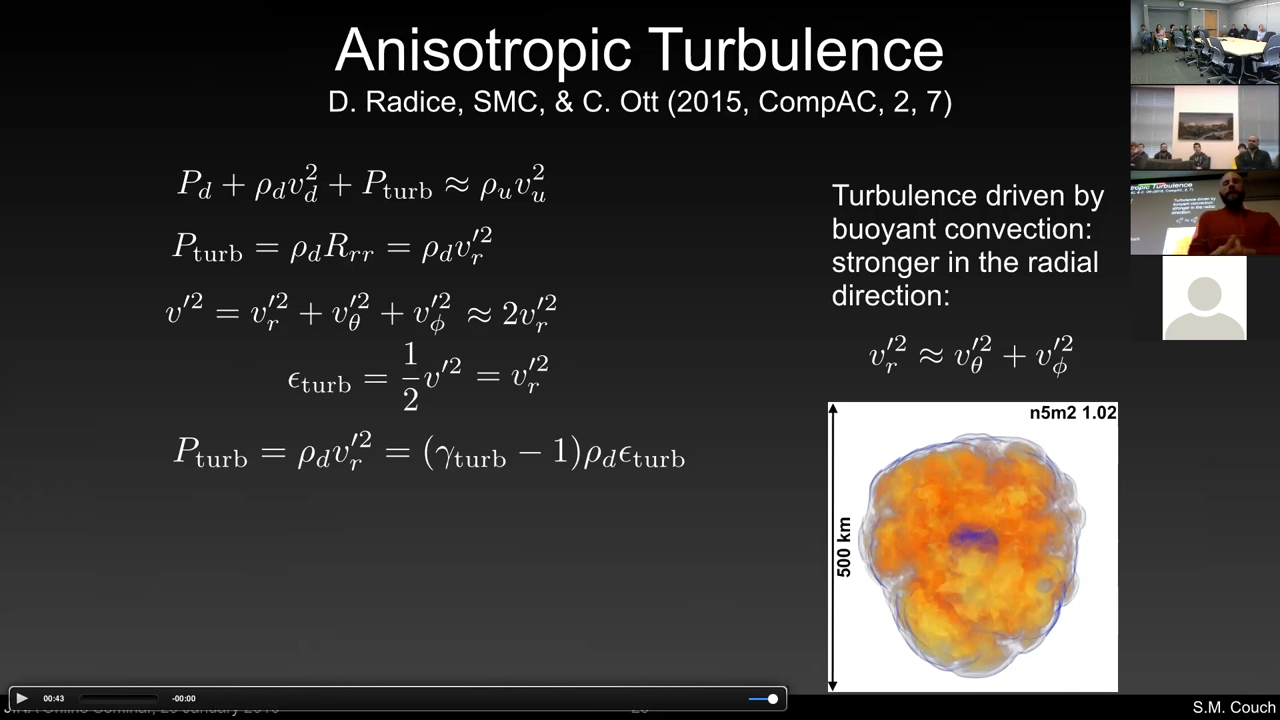 Anisotropic Turbulence
D. Radice, SMC, & C. Ott (2015, CompAC, 2, 7)
P_d + ρ_d v_d^2 + P_turb ≈ ρ_u v_u^2
P_turb = ρ_d R_rr = ρ_d v_r′^2
v′^2 = v_r′^2 + v_θ′^2 + v_ϕ′^2 ≈ 2v_r′^2
ϵ_turb = 1/2 v′^2 = v_r′^2
P_turb = ρ_d v_r′^2 = (γ_turb − 1)ρ_d ϵ_turb
Turbulence driven by
buoyant convection:
stronger in the radial
direction:
v_r′^2 ≈ v_θ′^2 + v_ϕ′^2
n5m2 1.02
500 km
00:43
-00:00
S.M. Couch